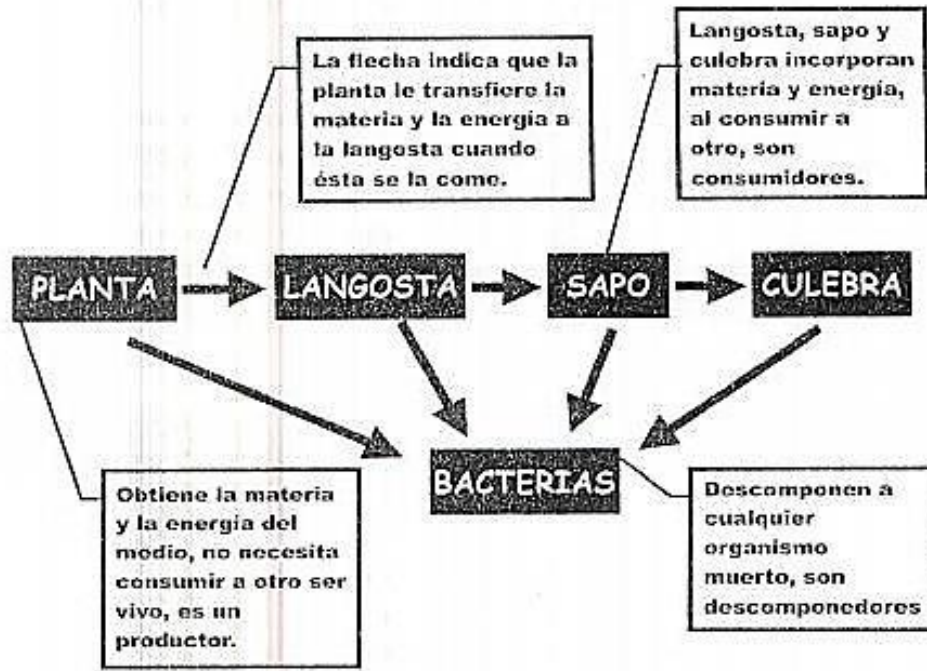 La flecha indica que la
planta le transfiere la
materia y la energía a
la langosta cuando
ésta se la come.
Langosta, sapo y
culebra incorporan
materia y energía,
al consumir a
otro, son
consumidores.
PLANTA
LANGOSTA
SAPO
CULEBRA
BACTERIAS
Obtiene la materia
y la energía del
medio, no necesita
consumir a otro ser
vivo, es un
productor.
Descomponen a
cualquier
organismo
muerto, son
descomponedores